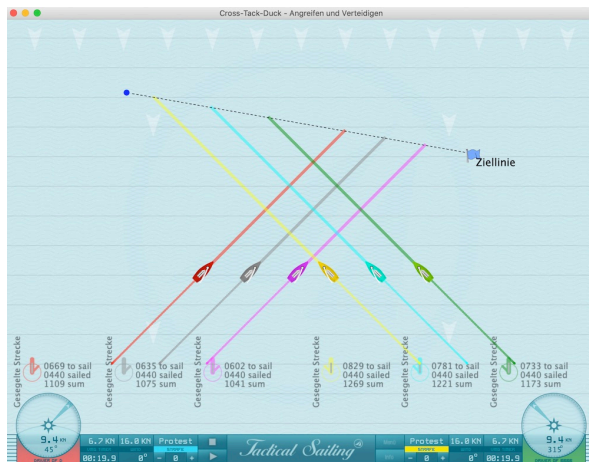 Cross-Tack-Duck - Angreifen und Verteidigen
Ziellinie
Gesegelte Strecke
0669 to sail
0440 sailed
1109 sum
Gesegelte Strecke
0635 to sail
0440 sailed
1075 sum
Gesegelte Strecke
0602 to sail
0440 sailed
1041 sum
0829 to sail
0440 sailed
1269 sum
Gesegelte Strecke
0781 to sail
0440 sailed
1221 sum
Gesegelte Strecke
0733 to sail
0440 sailed
1173 sum
9.4 KN
45°
6.7 KN 16.0 KN Protest
00:19.9 0° - 0 +
Tactical Sailing
Protest 16.0 KN 6.7 KN
- 0 + 0° 00:19.9
9.4 KN
315°